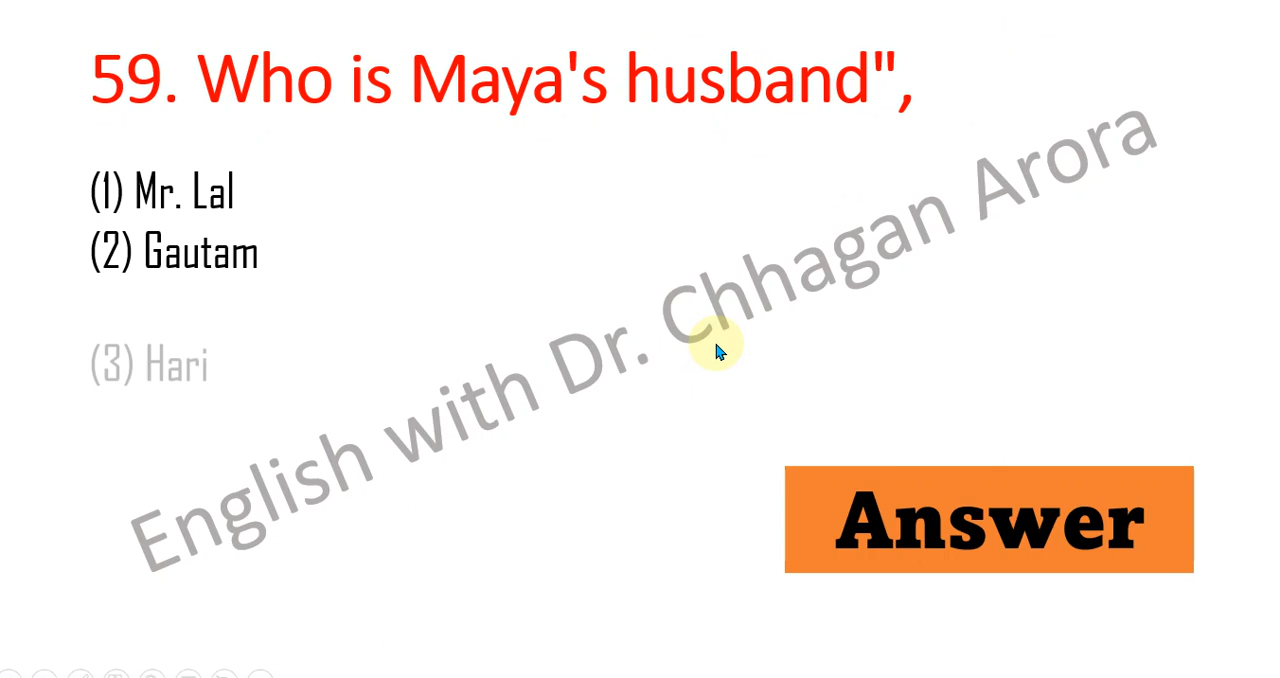 59. Who is Maya's husband",
(1) Mr. Lal
(2) Gautam
(3) Hari
English with Dr. Chhagan Arora
Answer